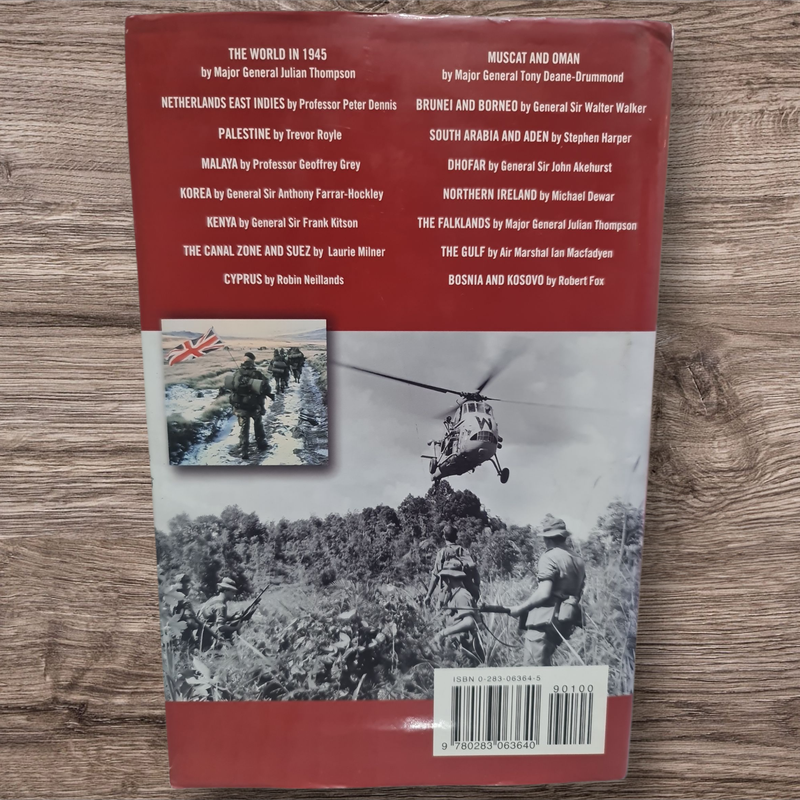 THE WORLD IN 1945
by Major General Julian Thompson
NETHERLANDS EAST INDIES by Professor Peter Dennis
PALESTINE by Trevor Royle
MALAYA by Professor Geoffrey Grey
KOREA by General Sir Anthony Farrar-Hockley
KENYA by General Sir Frank Kitson
THE CANAL ZONE AND SUEZ by Laurie Milner
CYPRUS by Robin Neillands
MUSCAT AND OMAN
by Major General Tony Deane-Drummond
BRUNEI AND BORNEO by General Sir Walter Walker
SOUTH ARABIA AND ADEN by Stephen Harper
DHOFAR by General Sir John Akehurst
NORTHERN IRELAND by Michael Dewar
THE FALKLANDS by Major General Julian Thompson
THE GULF by Air Marshal Ian Macfadyen
BOSNIA AND KOSOVO by Robert Fox
ISBN 0-283-06364-5
90100
9 780283 063640